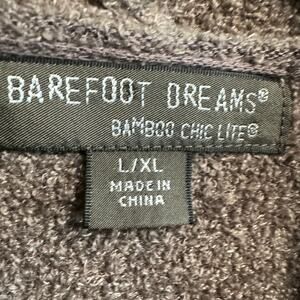 BAREFOOT DREAMS®
BAMBOO CHIC LITE®
L/XL
MADE IN
CHINA